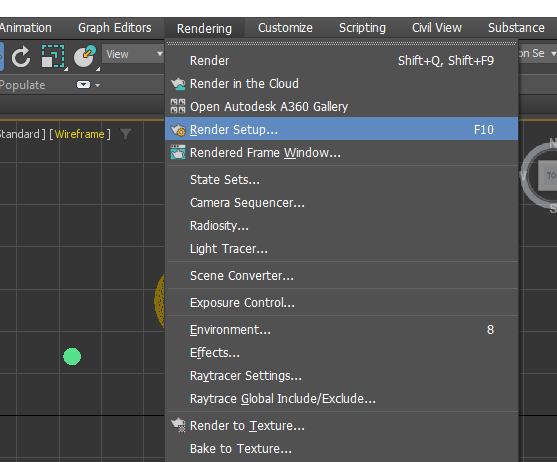 Animation Graph Editors Rendering Customize Scripting Civil View Substance
View
on Se
Populate
Standard ] [ Wireframe ]
Render Shift+Q, Shift+F9
Render in the Cloud
Open Autodesk A360 Gallery
Render Setup... F10
Rendered Frame Window...
State Sets...
Camera Sequencer...
Radiosity...
Light Tracer...
Scene Converter...
Exposure Control...
Environment... 8
Effects...
Raytracer Settings...
Raytrace Global Include/Exclude...
Render to Texture...
Bake to Texture...
N
TO
S